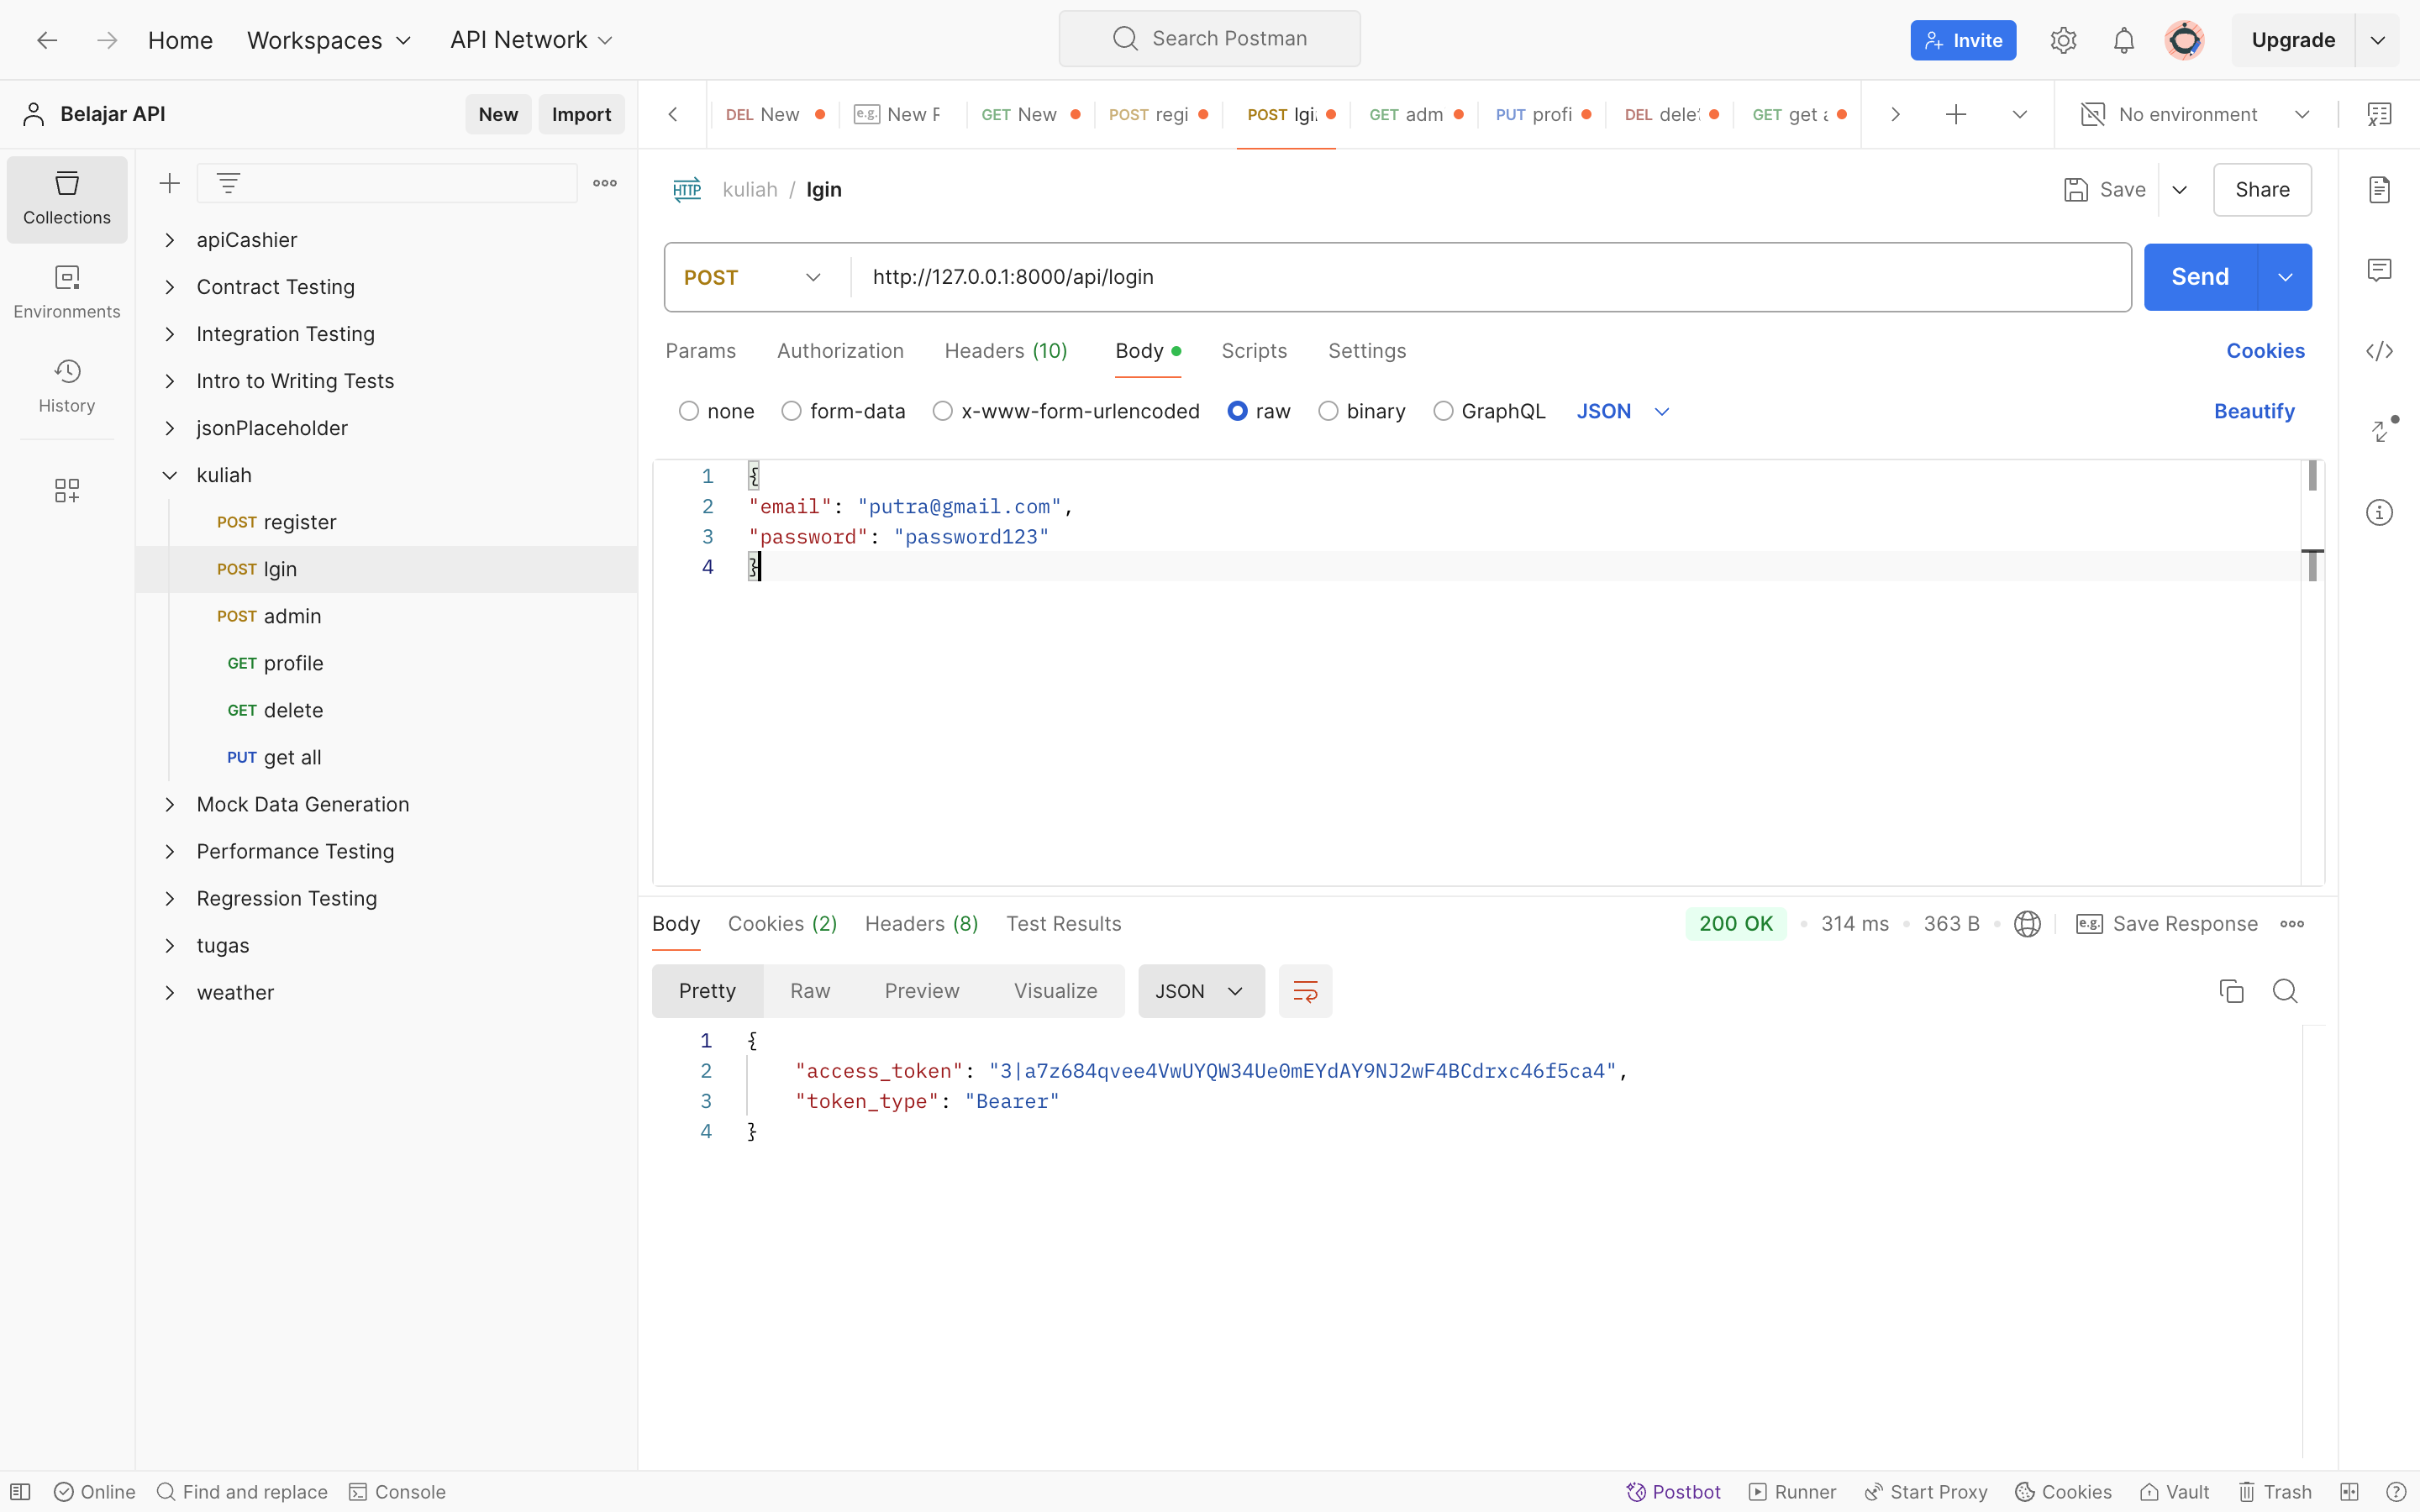 Home
Workspaces
API Network
Search Postman
Invite
Upgrade
Belajar API
New
Import
DEL New
e.g. New F
GET New
POST regi
POST lgi
GET adm
PUT profi
DEL dele
GET get
No environment
Collections
Environments
History
apiCashier
Contract Testing
Integration Testing
Intro to Writing Tests
jsonPlaceholder
kuliah
POST register
POST lgin
POST admin
GET profile
GET delete
PUT get all
Mock Data Generation
Performance Testing
Regression Testing
tugas
weather
HTTP kuliah / lgin
Save
Share
POST
http://127.0.0.1:8000/api/login
Send
Params
Authorization
Headers (10)
Body
Scripts
Settings
Cookies
none
form-data
x-www-form-urlencoded
raw
binary
GraphQL
JSON
Beautify
1 {
2 "email": "putra@gmail.com",
3 "password": "password123"
4 }
Body
Cookies (2)
Headers (8)
Test Results
200 OK
314 ms
363 B
e.g. Save Response
Pretty
Raw
Preview
Visualize
JSON
1 {
2 "access_token": "3|a7z684qvee4VwUYQW34Ue0mEYdAY9NJ2wF4BCdrxc46f5ca4",
3 "token_type": "Bearer"
4 }
Online
Find and replace
Console
Postbot
Runner
Start Proxy
Cookies
Vault
Trash